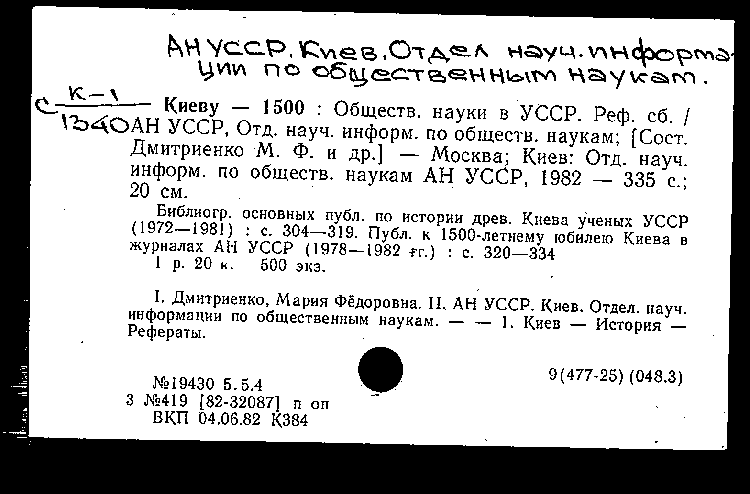 АН УССР. Киев. Отдел науч. информа-
ции по общественным наукам.
К-1
С 1340
Киеву — 1500 : Обществ. науки в УССР. Реф. сб. /
АН УССР, Отд. науч. информ. по обществ. наукам; [Сост.
Дмитриенко М. Ф. и др.] — Москва; Киев: Отд. науч.
информ. по обществ. наукам АН УССР, 1982 — 335 с.;
20 см.
Библиогр. основных публ. по истории древ. Киева ученых УССР
(1972—1981) : с. 304—319. Публ. к 1500-летнему юбилею Киева в
журналах АН УССР (1978—1982 гг.) : с. 320—334
1 р. 20 к. 500 экз.
I. Дмитриенко, Мария Фёдоровна. II. АН УССР. Киев. Отдел. науч.
информации по общественным наукам. — — 1. Киев — История —
Рефераты.
9(477-25) (048.3)
№19430 Б.5.4
3 №419 [82-32087] п оп
ВКП 04.06.82 К384